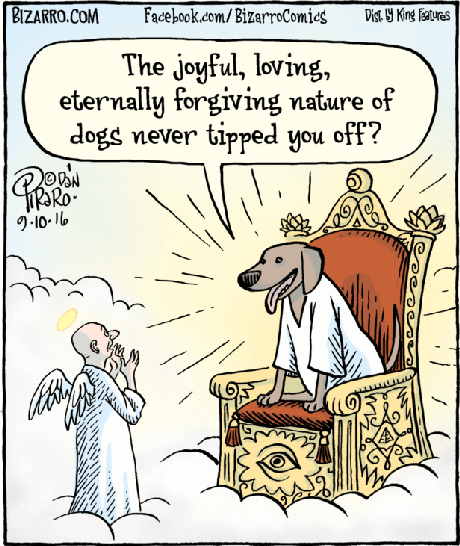 BIZARRO.COM Facebook.com/BizarroComics Dist. by King Features
The joyful, loving,
eternally forgiving nature of
dogs never tipped you off?
© DAN
PIRARO.
9.10.16